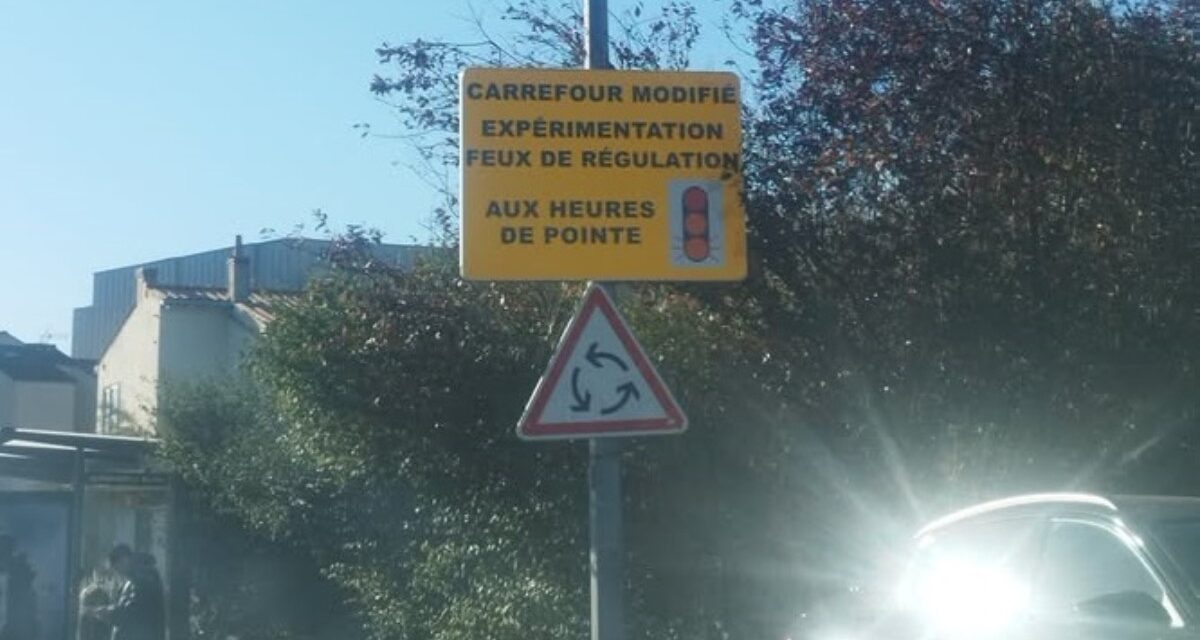 CARREFOUR MODIFIÉ
EXPÉRIMENTATION
FEUX DE RÉGULATION
AUX HEURES
DE POINTE